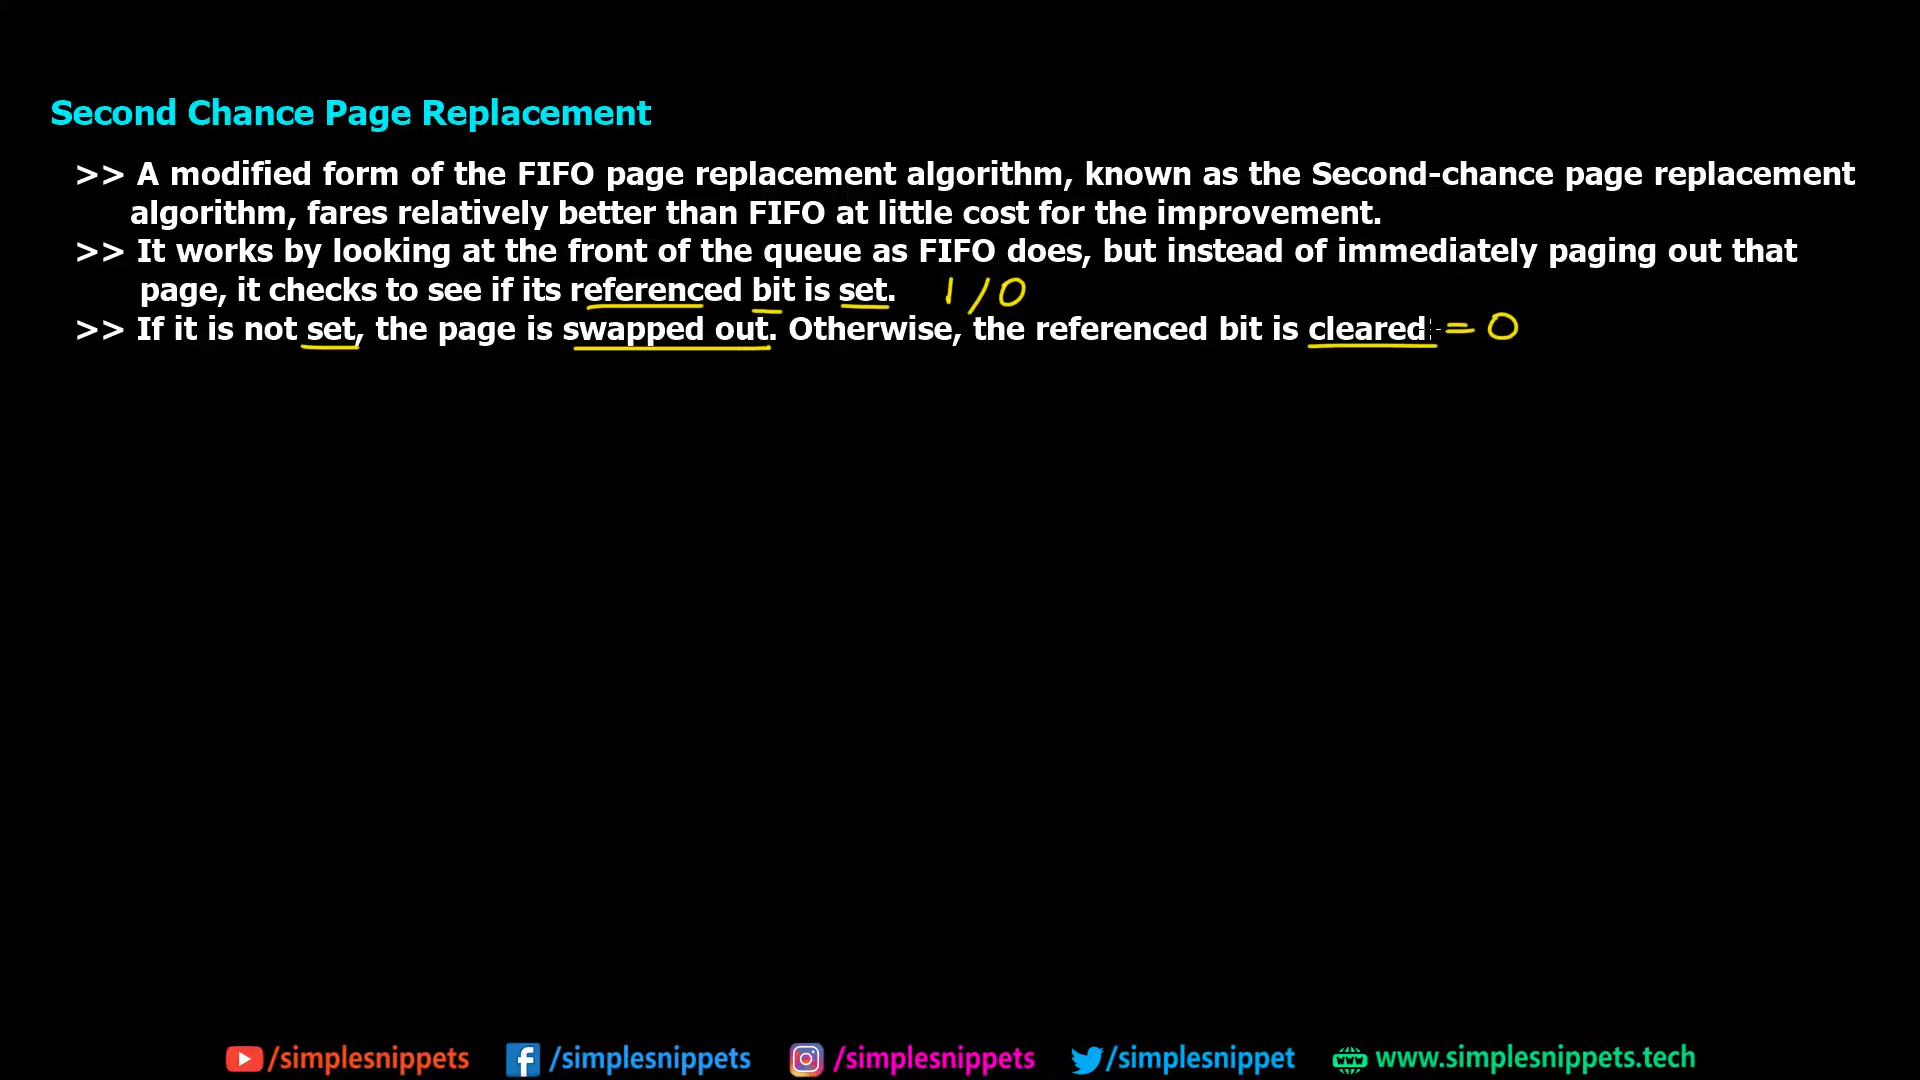 Second Chance Page Replacement
>> A modified form of the FIFO page replacement algorithm, known as the Second-chance page replacement
algorithm, fares relatively better than FIFO at little cost for the improvement.
>> It works by looking at the front of the queue as FIFO does, but instead of immediately paging out that
page, it checks to see if its referenced bit is set. 1/0
>> If it is not set, the page is swapped out. Otherwise, the referenced bit is cleared. = 0
/simplesnippets /simplesnippets /simplesnippets /simplesnippet www.simplesnippets.tech